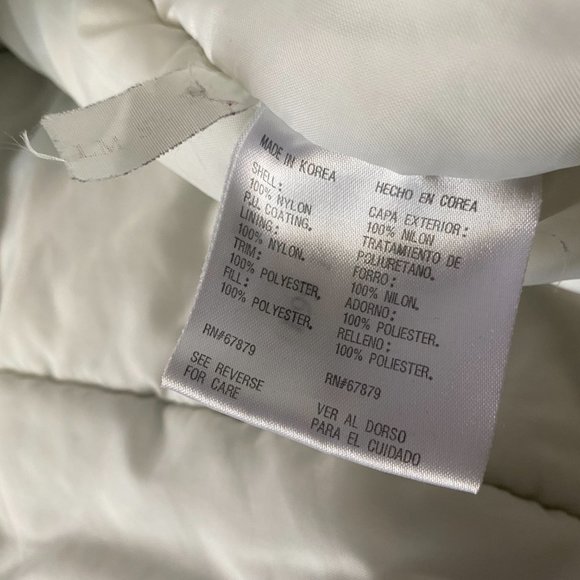 MADE IN KOREA
SHELL:
100% NYLON
P.U. COATING.
LINING:
100% NYLON.
TRIM:
100% POLYESTER.
FILL:
100% POLYESTER.
RN#67879
SEE REVERSE
FOR CARE
HECHO EN COREA
CAPA EXTERIOR:
100% NILON
TRATAMIENTO DE
POLIURETANO.
FORRO:
100% NILON.
ADORNO:
100% POLIESTER.
RELLENO:
100% POLIESTER.
RN#67879
VER AL DORSO
PARA EL CUIDADO